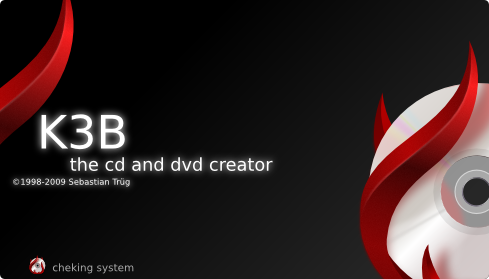 K3B
the cd and dvd creator
©1998-2009 Sebastian Trüg
cheking system